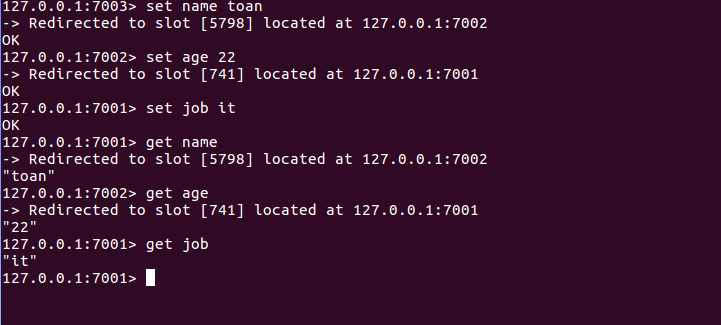 127.0.0.1:7003> set name toan
-> Redirected to slot [5798] located at 127.0.0.1:7002
OK
127.0.0.1:7002> set age 22
-> Redirected to slot [741] located at 127.0.0.1:7001
OK
127.0.0.1:7001> set job it
OK
127.0.0.1:7001> get name
-> Redirected to slot [5798] located at 127.0.0.1:7002
"toan"
127.0.0.1:7002> get age
-> Redirected to slot [741] located at 127.0.0.1:7001
"22"
127.0.0.1:7001> get job
"it"
127.0.0.1:7001>